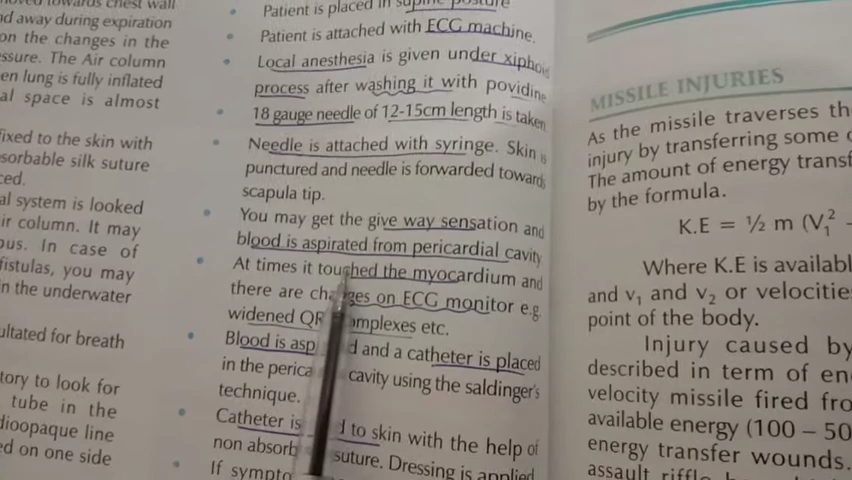 moved towards chest wall
away during expiration
on the changes in the
The Air column
en lung is fully inflated
al space is almost
fixed to the skin with
sorbable silk suture
ced.
al system is looked
ir column. It may
ous. In case of
fistulas, you may
in the underwater
ultated for breath
tory to look for
tube in the
dioopaque line
ed on one side
• Patient is placed in supine posture
• Patient is attached with ECG machine.
• Local anesthesia is given under xiphoid
process after washing it with povidine
• 18 gauge needle of 12-15cm length is taken
• Needle is attached with syringe. Skin is
punctured and needle is forwarded towards
scapula tip.
• You may get the give way sensation and
blood is aspirated from pericardial cavity
• At times it touched the myocardium and
there are changes on ECG monitor e.g.
widened QR omplexes etc.
• Blood is asp d and a catheter is placed
in the perica cavity using the saldinger's
technique.
• Catheter is d to skin with the help of
non absorb suture. Dressing is applied
• If sympto
MISSILE INJURIES
As the missile traverses th
injury by transferring some
The amount of energy transf
by the formula.
K.E = ½ m (V₁² -
Where K.E is availabl
and v₁ and v₂ or velocitie
point of the body.
Injury caused by
described in term of en
velocity missile fired fro
available energy (100 – 50
energy transfer wounds.
assault riffle